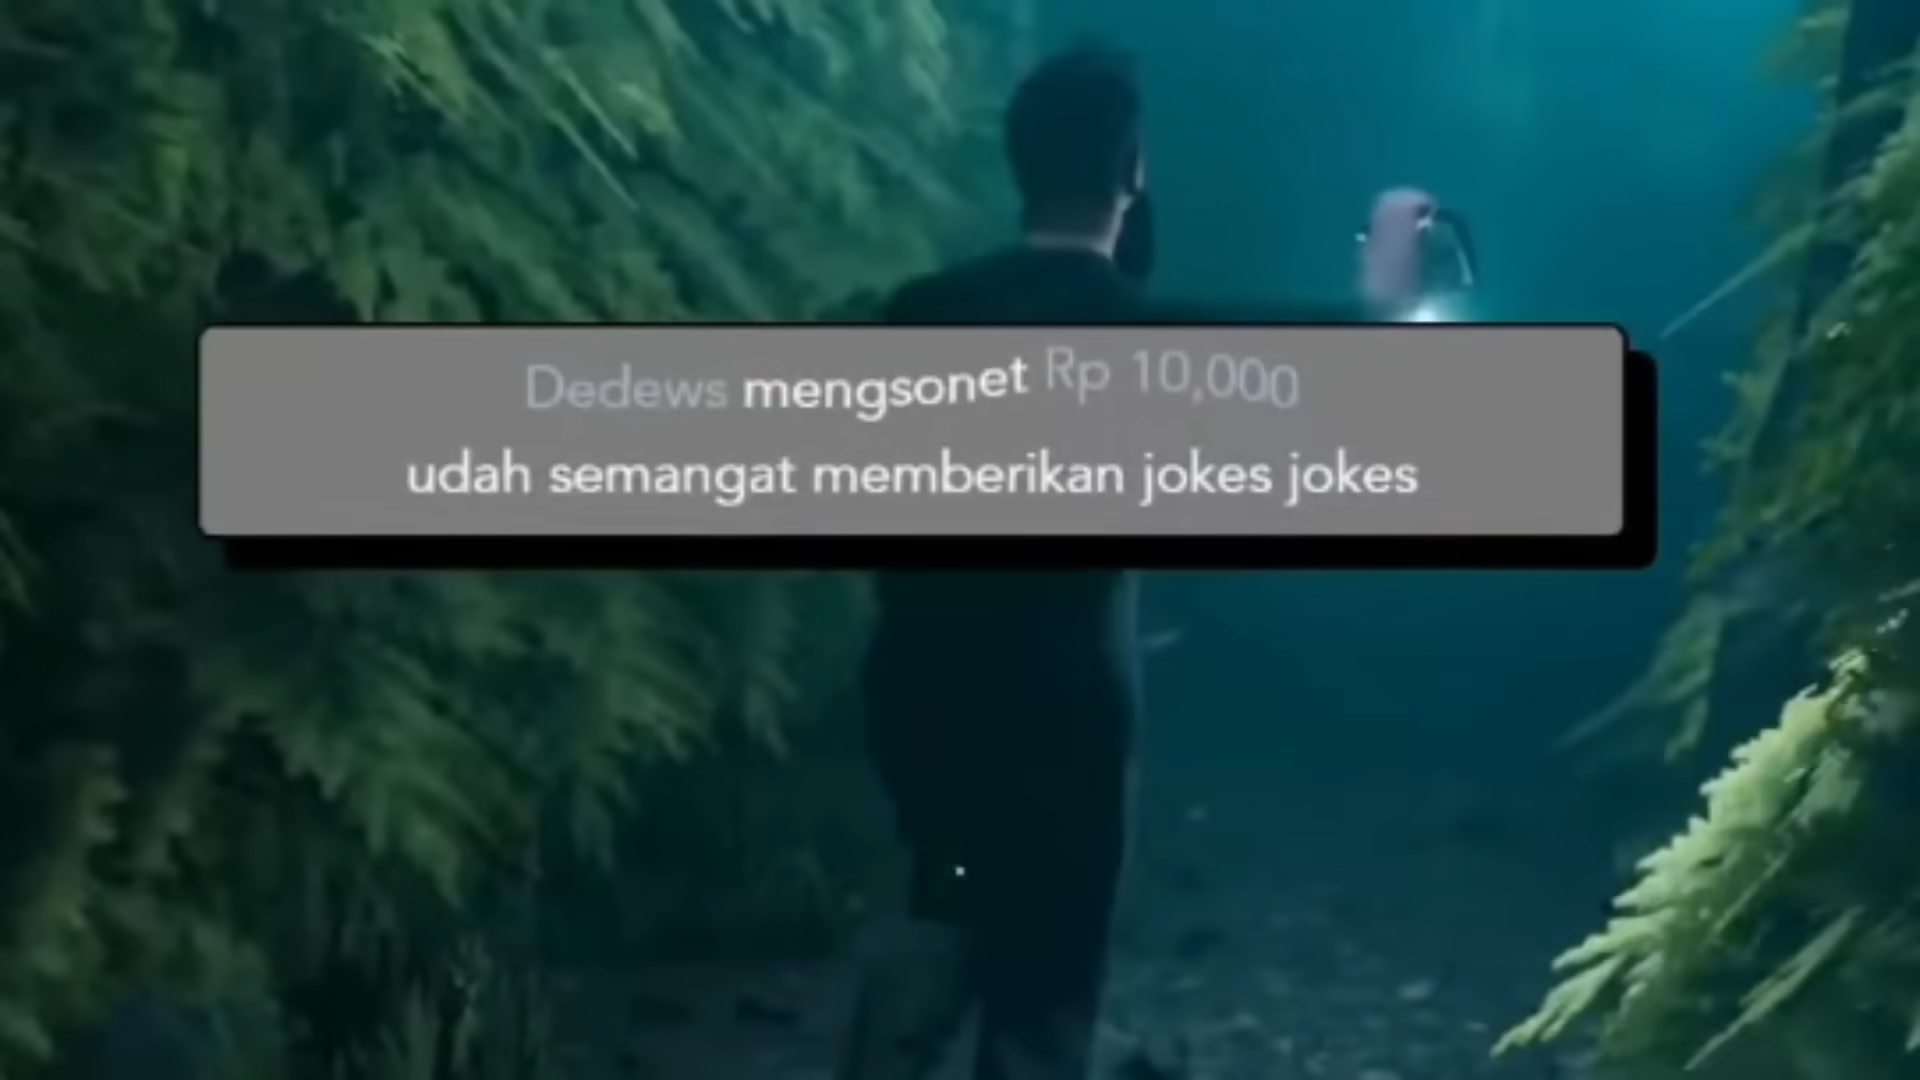 Dedews mengsonet Rp 10,000
udah semangat memberikan jokes jokes